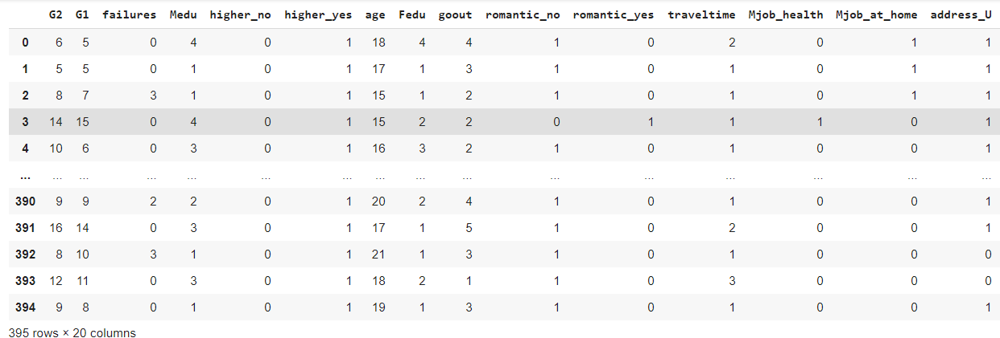 G2 G1 failures Medu higher_no higher_yes age Fedu goout romantic_no romantic_yes traveltime Mjob_health Mjob_at_home address_U
0 6 5 0 4 0 1 18 4 4 1 0 2 0 1 1
1 5 5 0 1 0 1 17 1 3 1 0 1 0 1 1
2 8 7 3 1 0 1 15 1 2 1 0 1 0 1 1
3 14 15 0 4 0 1 15 2 2 0 1 1 1 0 1
4 10 6 0 3 0 1 16 3 2 1 0 1 0 0 1
... ... ... ... ... ... ... ... ... ... ... ... ... ... ... ...
390 9 9 2 2 0 1 20 2 4 1 0 1 0 0 1
391 16 14 0 3 0 1 17 1 5 1 0 2 0 0 1
392 8 10 3 1 0 1 21 1 3 1 0 1 0 0 0
393 12 11 0 3 0 1 18 2 1 1 0 3 0 0 0
394 9 8 0 1 0 1 19 1 3 1 0 1 0 0 1
395 rows × 20 columns